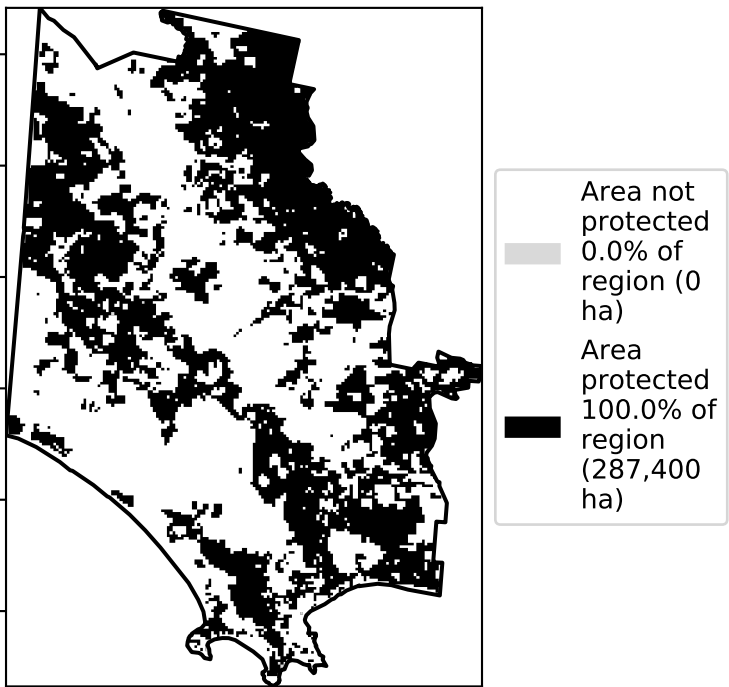 Area not
protected
0.0% of
region (0
ha)
Area
protected
100.0% of
region
(287,400
ha)